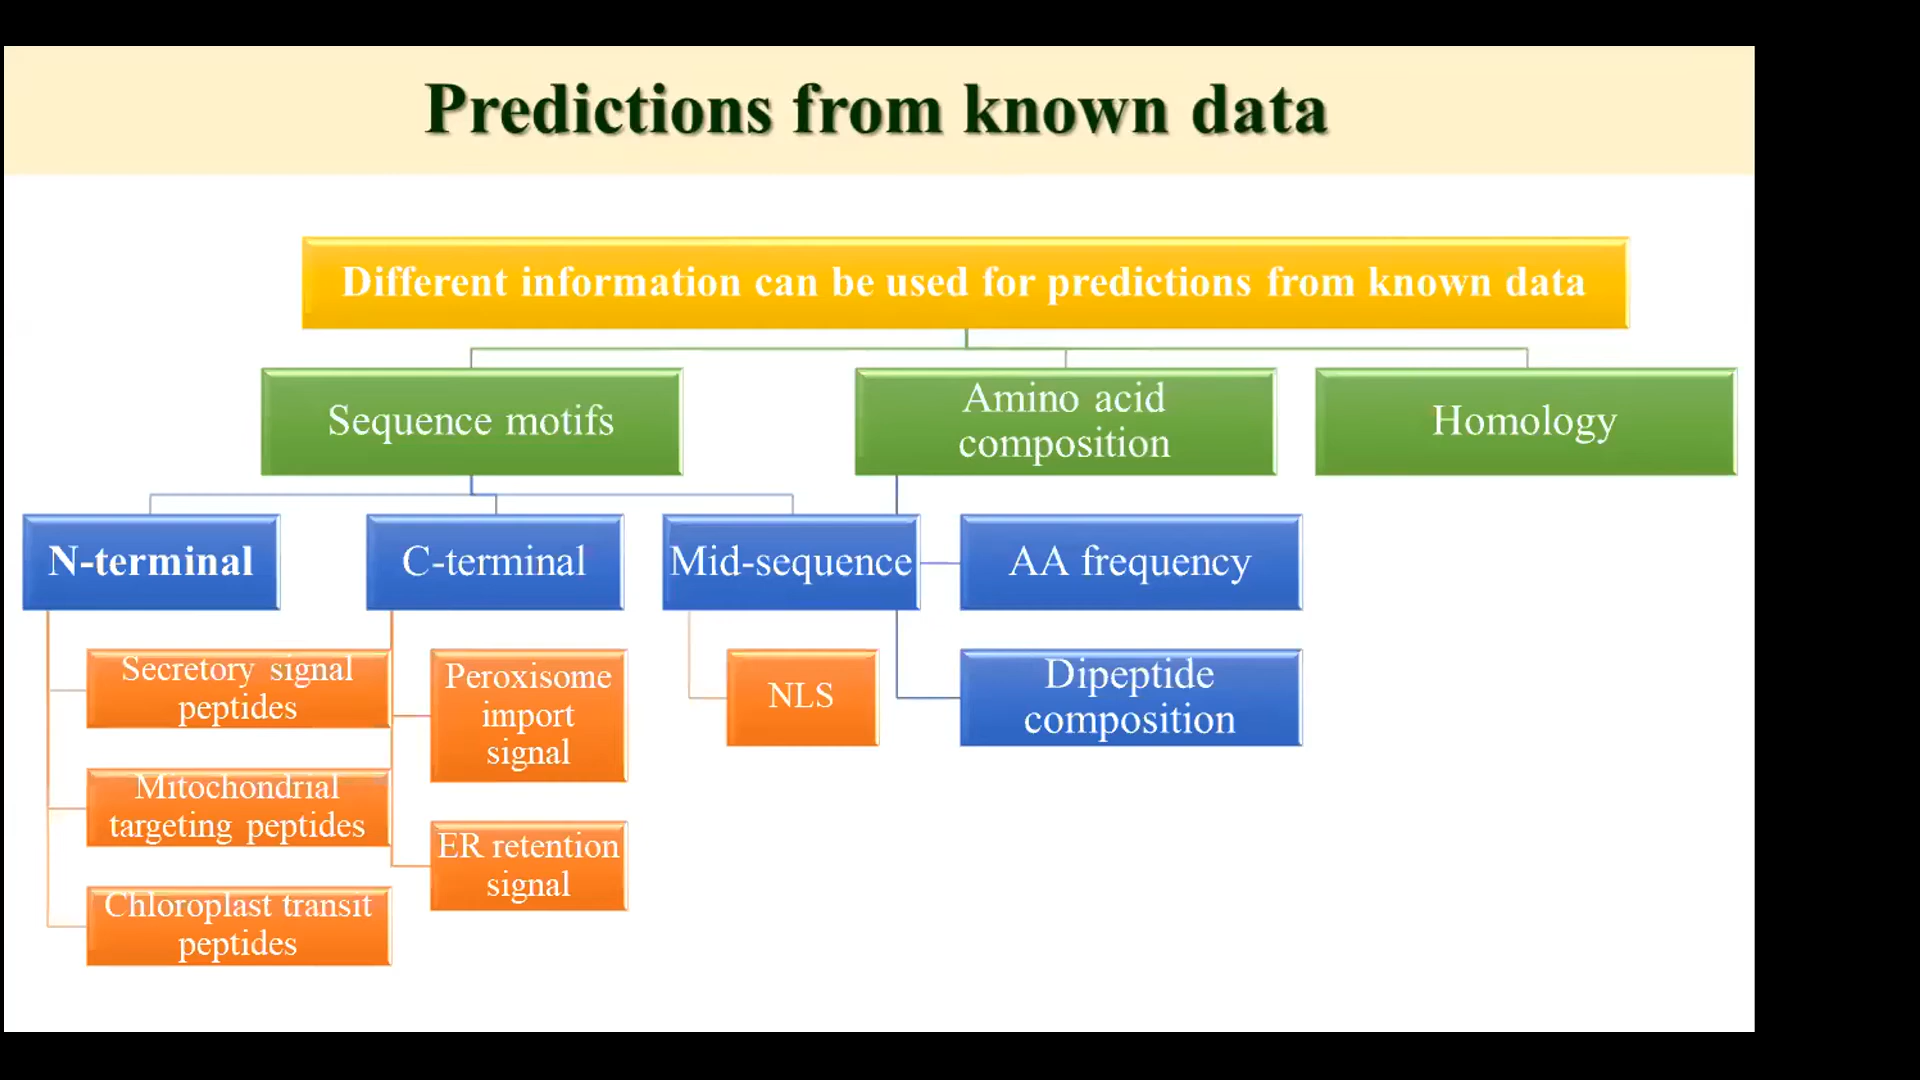 Predictions from known data
Different information can be used for predictions from known data
Sequence motifs
Amino acid
composition
Homology
N-terminal
C-terminal
Mid-sequence
AA frequency
Secretory signal
peptides
Peroxisome
import
signal
NLS
Dipeptide
composition
Mitochondrial
targeting peptides
ER retention
signal
Chloroplast transit
peptides